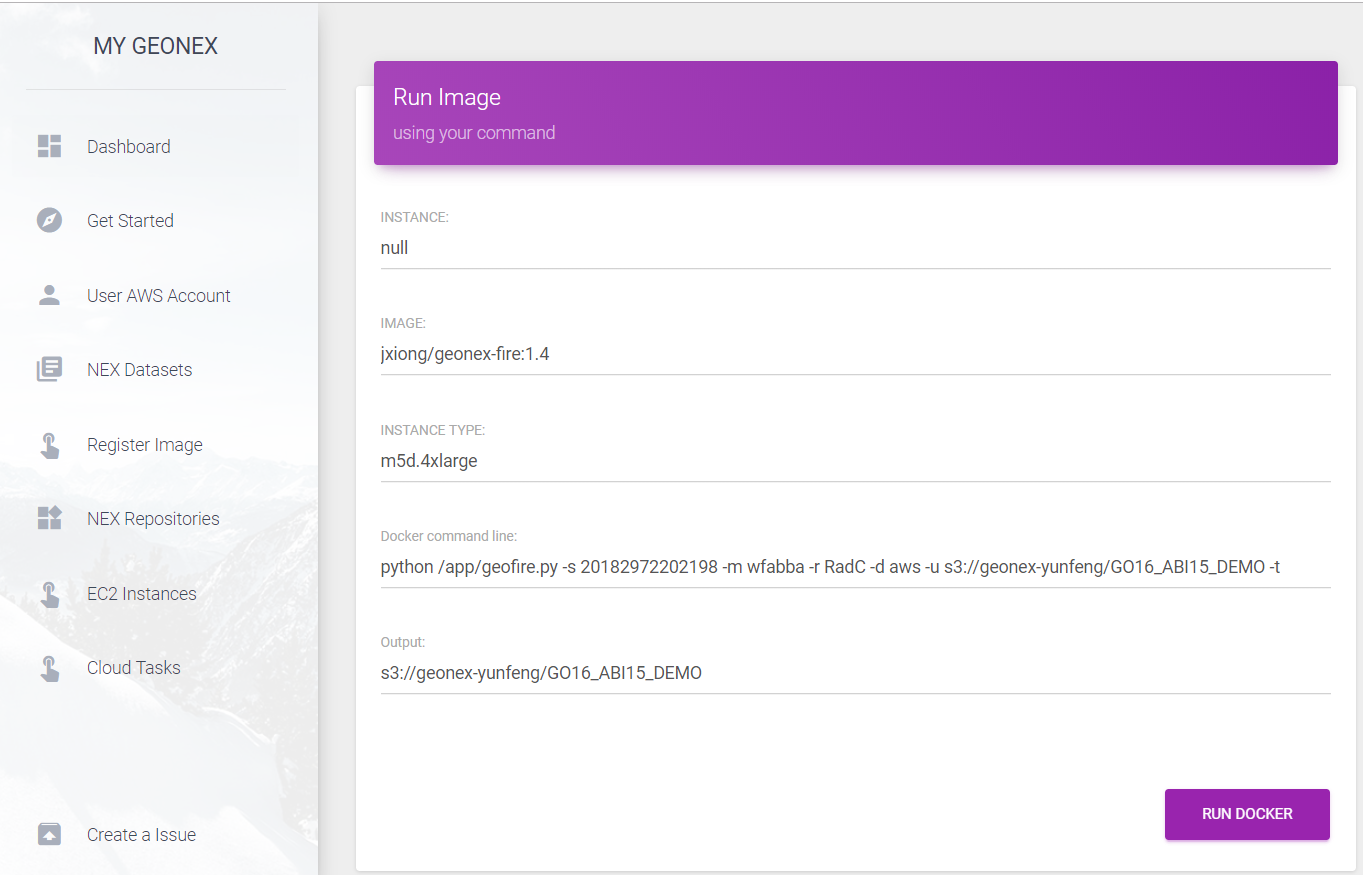 MY GEONEX
Dashboard
Get Started
User AWS Account
NEX Datasets
Register Image
NEX Repositories
EC2 Instances
Cloud Tasks
Create a Issue
Run Image
using your command
INSTANCE:
null
IMAGE:
jxiong/geonex-fire:1.4
INSTANCE TYPE:
m5d.4xlarge
Docker command line:
python /app/geofire.py -s 20182972202198 -m wfabba -r RadC -d aws -u s3://geonex-yunfeng/GO16_ABI15_DEMO -t
Output:
s3://geonex-yunfeng/GO16_ABI15_DEMO
RUN DOCKER